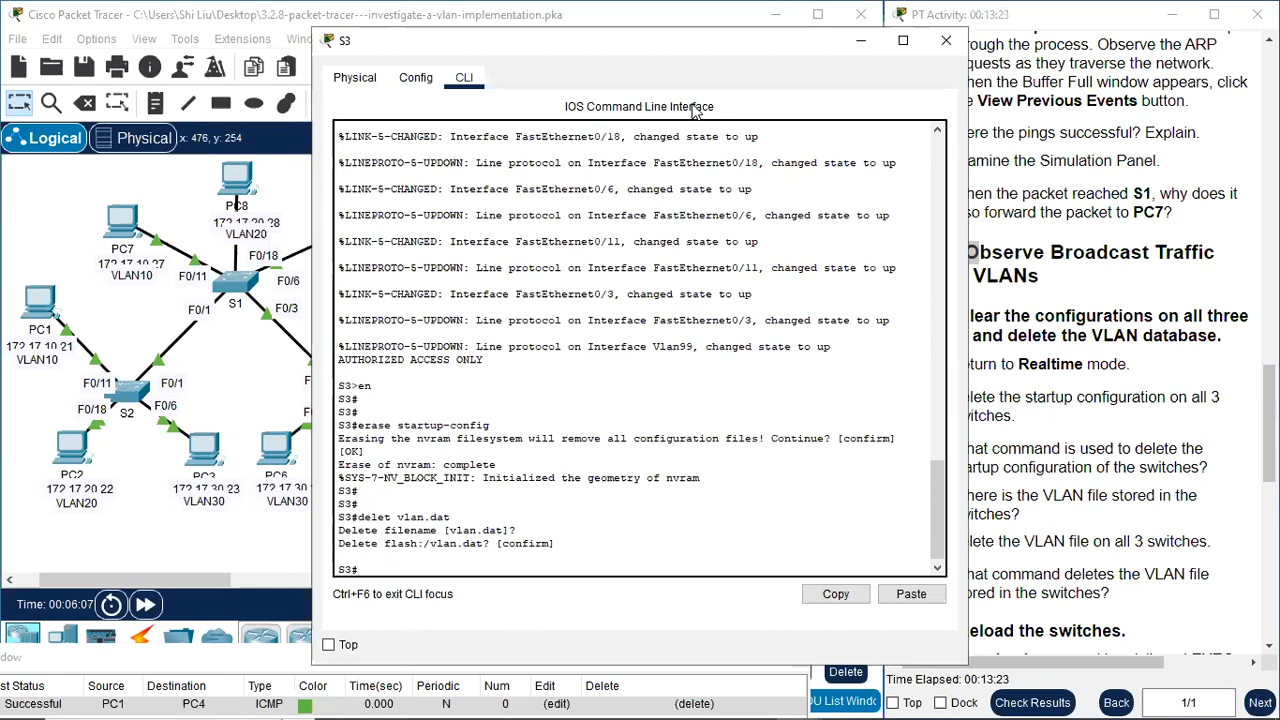 Cisco Packet Tracer - C:\Users\Shi Liu\Desktop\3.2.8-packet-tracer---investigate-a-vlan-implementation.pka
File Edit Options View Tools Extensions Wind
Logical Physical
PC8
172.17.20.28
VLAN20
PC7
172.17.10.27
VLAN10
F0/11
F0/18
F0/6
S1
F0/1
F0/3
PC1
172.17.10.21
VLAN10
F0/11
F0/1
S2
F0/18
F0/6
PC2
172.17.20.22
VLAN20
PC3
172.17.30.23
VLAN30
F0/
PC6
172.17.30
VLAN30
Time: 00:06:07
dow
st Status Source Destination Type Color Time(sec) Periodic Num Edit Delete
Successful PC1 PC4 ICMP 0.000 N 0 (edit) (delete)
Delete
DU List Windo
S3
Physical Config CLI
IOS Command Line Interface
%LINK-5-CHANGED: Interface FastEthernet0/18, changed state to up
%LINEPROTO-5-UPDOWN: Line protocol on Interface FastEthernet0/18, changed state to up
%LINK-5-CHANGED: Interface FastEthernet0/6, changed state to up
%LINEPROTO-5-UPDOWN: Line protocol on Interface FastEthernet0/6, changed state to up
%LINK-5-CHANGED: Interface FastEthernet0/11, changed state to up
%LINEPROTO-5-UPDOWN: Line protocol on Interface FastEthernet0/11, changed state to up
%LINK-5-CHANGED: Interface FastEthernet0/3, changed state to up
%LINEPROTO-5-UPDOWN: Line protocol on Interface FastEthernet0/3, changed state to up
%LINEPROTO-5-UPDOWN: Line protocol on Interface Vlan99, changed state to up
AUTHORIZED ACCESS ONLY
S3>en
S3#
S3#
S3#erase startup-config
Erasing the nvram filesystem will remove all configuration files! Continue? [confirm]
[OK]
Erase of nvram: complete
%SYS-7-NV_BLOCK_INIT: Initialized the geometry of nvram
S3#
S3#
S3#delet vlan.dat
Delete filename [vlan.dat]?
Delete flash:/vlan.dat? [confirm]
S3#
Ctrl+F6 to exit CLI focus
Copy Paste
Top
PT Activity: 00:13:23
rough the process. Observe the ARP
quests as they traverse the network.
hen the Buffer Full window appears, click
View Previous Events button.
ere the pings successful? Explain.
amine the Simulation Panel.
hen the packet reached S1, why does it
so forward the packet to PC7?
Observe Broadcast Traffic
VLANs
lear the configurations on all three
and delete the VLAN database.
eturn to Realtime mode.
elete the startup configuration on all 3
witches.
hat command is used to delete the
artup configuration of the switches?
here is the VLAN file stored in the
witches?
elete the VLAN file on all 3 switches.
hat command deletes the VLAN file
ored in the switches?
eload the switches.
Time Elapsed: 00:13:23
Top Dock Check Results Back 1/1 Next